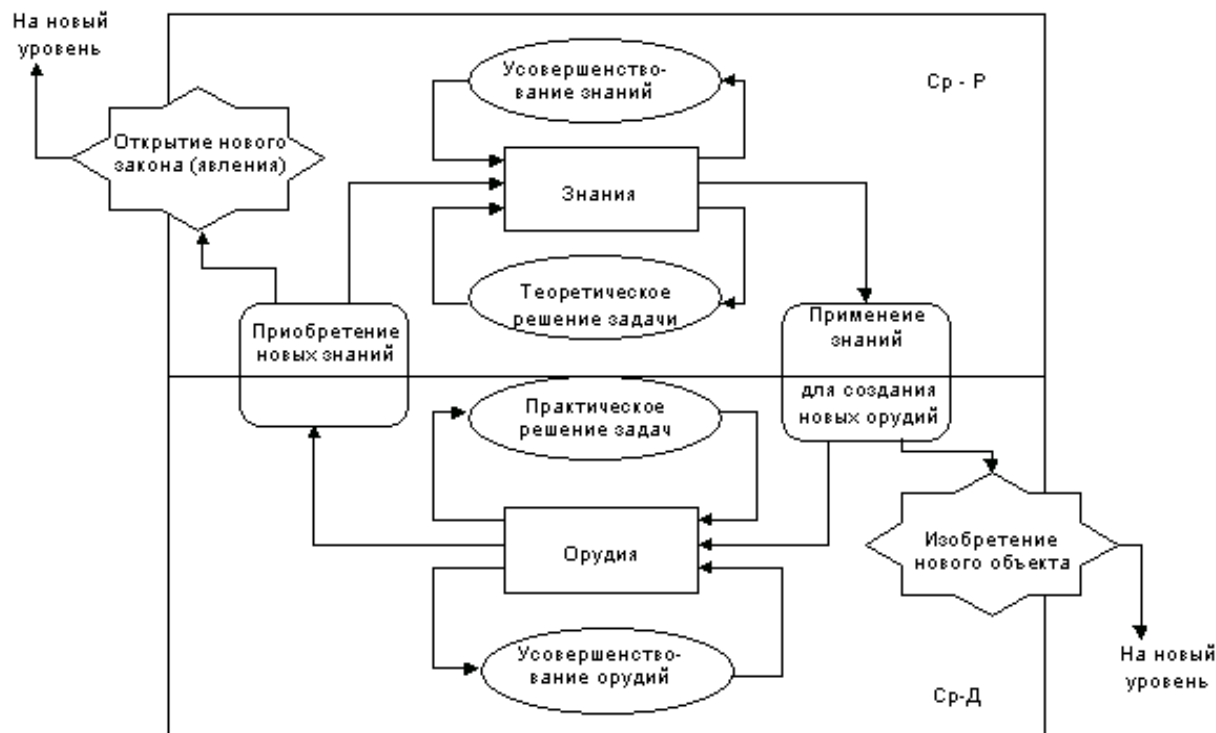 На новый
уровень
Усовершенство-
вание знаний
Ср - Р
Открытие нового
закона (явления)
Знания
Теоретическое
решение задачи
Приобретение
новых знаний
Применеие
знаний
для создания
новых орудий
Практическое
решение задач
Орудия
Изобретение
нового объекта
Усовершенство-
вание орудий
На новый
уровень
Ср-Д